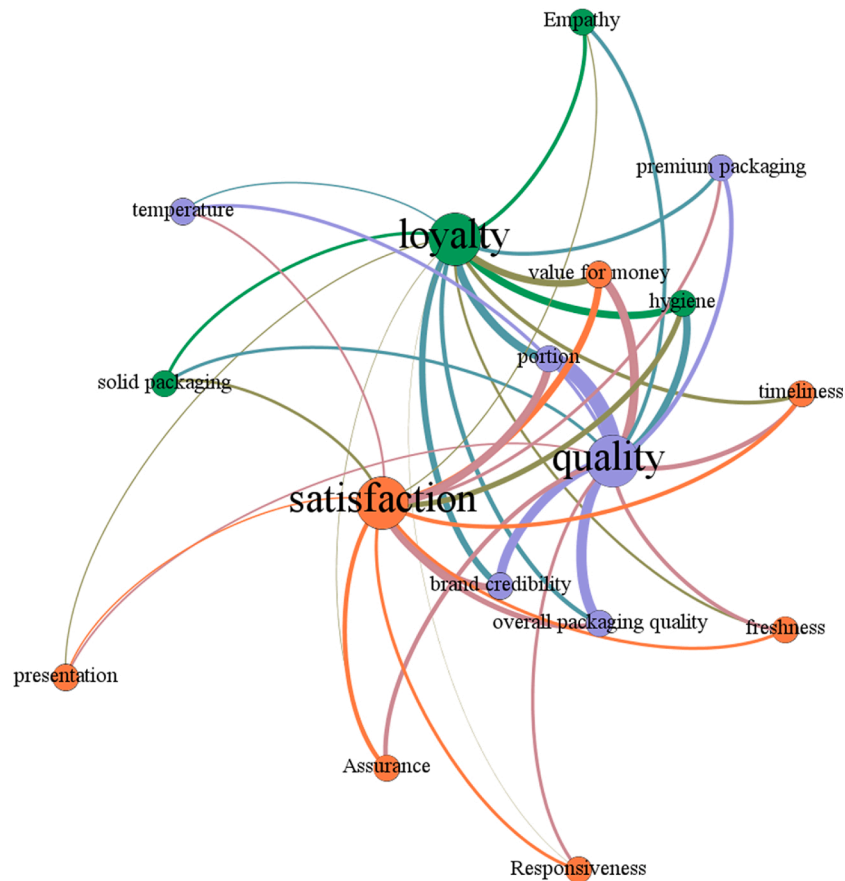 Empathy
premium packaging
temperature
loyalty
value for money
hygiene
portion
solid packaging
timeliness
quality
satisfaction
brand credibility
overall packaging quality
freshness
presentation
Assurance
Responsiveness